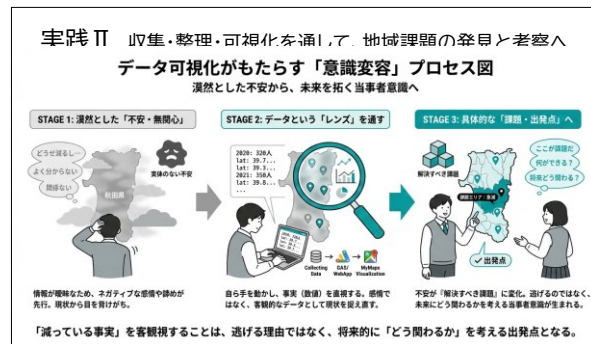 実践Ⅱ 収集・整理・可視化を通して、地域課題の発見と考察へ
データ可視化がもたらす「意識変容」プロセス図
漠然とした不安から、未来を拓く当事者意識へ
STAGE 1: 漠然とした「不安・無関心」
どうせ減るし…
よく分からない
関係ない
実体のない不安
秋田県
情報が曖昧なため、ネガティブな感情や諦めが
先行。現状から目を背けがち。
STAGE 2: データという「レンズ」を通す
2020: 320人
lat: 39.7...
lat: 39.3...
2021: 350人
lat: 39.8...
...
Collecting
Data
GAS/
WebApp
MyMaps
Visualization
自ら手を動かし、事実（数値）を直視する。感情で
はなく、客観的なデータとして現状を捉え直す。
STAGE 3: 具体的な「課題・出発点」へ
解決すべき課題
ここが課題だ
何ができる？
将来どう関わる？
出発点
不安が『解決すべき課題』に変化。逃げるのではなく、
未来にどう関わるかを考える当事者意識が生まれる。
「減っている事実」を客観視することは、逃げる理由ではなく、将来的に「どう関わるか」を考える出発点となる。